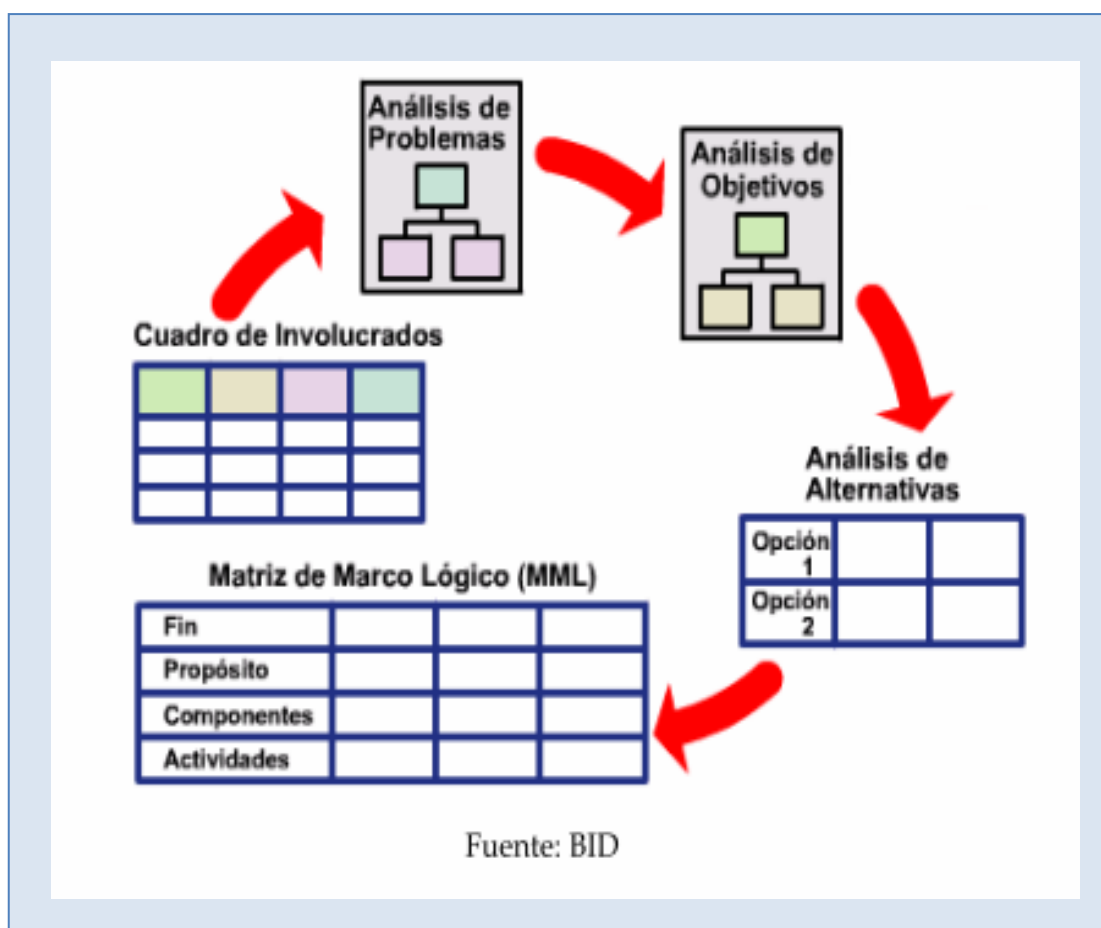 Análisis de
Problemas
Análisis de
Objetivos
Cuadro de Involucrados
Análisis de
Alternativas
Opción
1
Opción
2
Matriz de Marco Lógico (MML)
Fin
Propósito
Componentes
Actividades
Fuente: BID